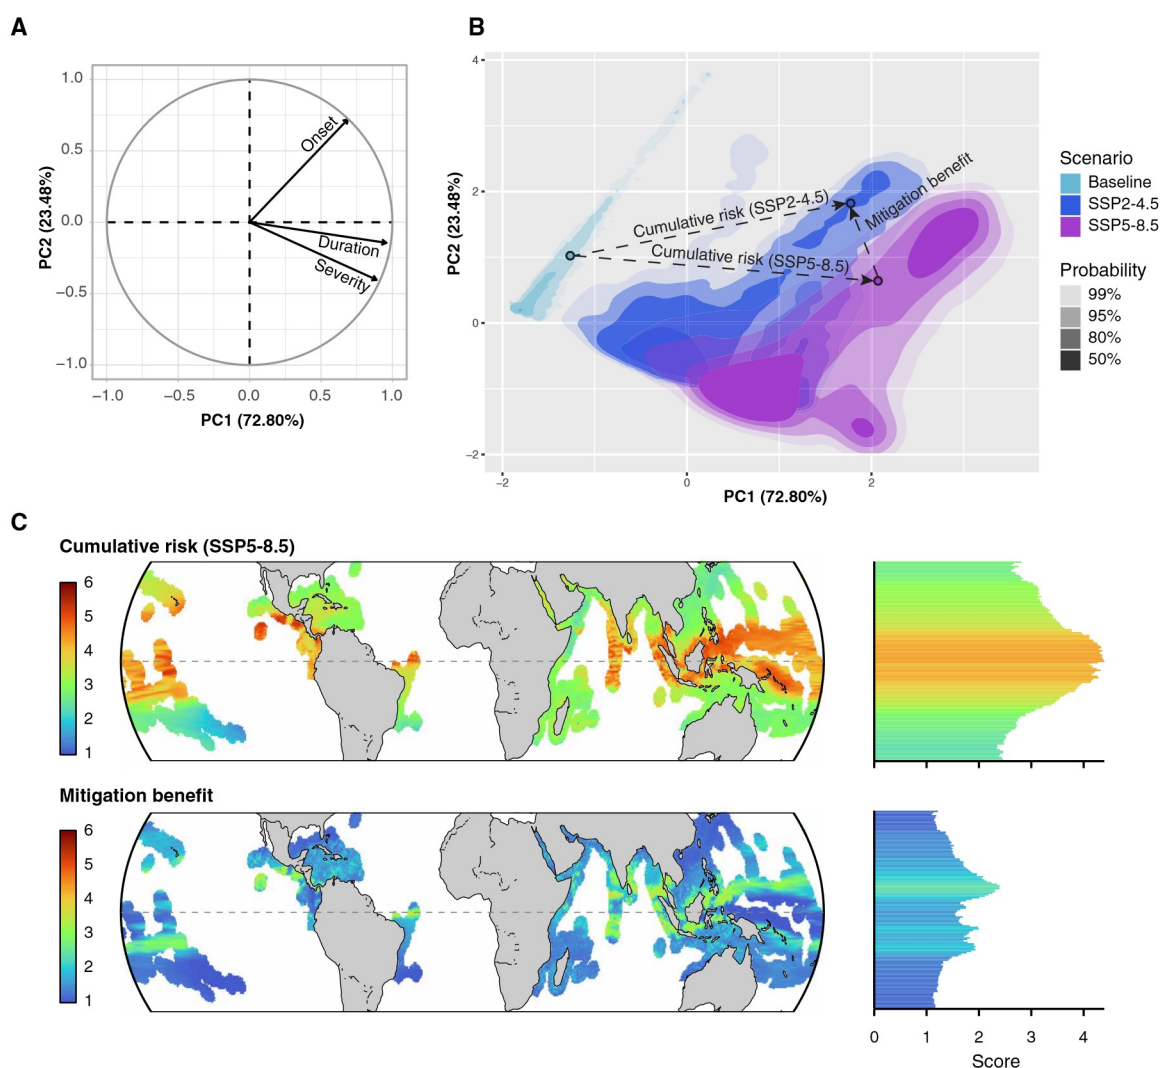 A
1.0
0.5
0.0
−0.5
−1.0
−1.0
−0.5
0.0
0.5
1.0
PC2 (23.48%)
PC1 (72.80%)
Onset
Duration
Severity
B
4
2
0
−2
−2
0
2
PC2 (23.48%)
PC1 (72.80%)
Cumulative risk (SSP2-4.5)
Cumulative risk (SSP5-8.5)
Mitigation benefit
Scenario
Baseline
SSP2-4.5
SSP5-8.5
Probability
99%
95%
80%
50%
C
Cumulative risk (SSP5-8.5)
6
5
4
3
2
1
Mitigation benefit
6
5
4
3
2
1
0
1
2
3
4
Score